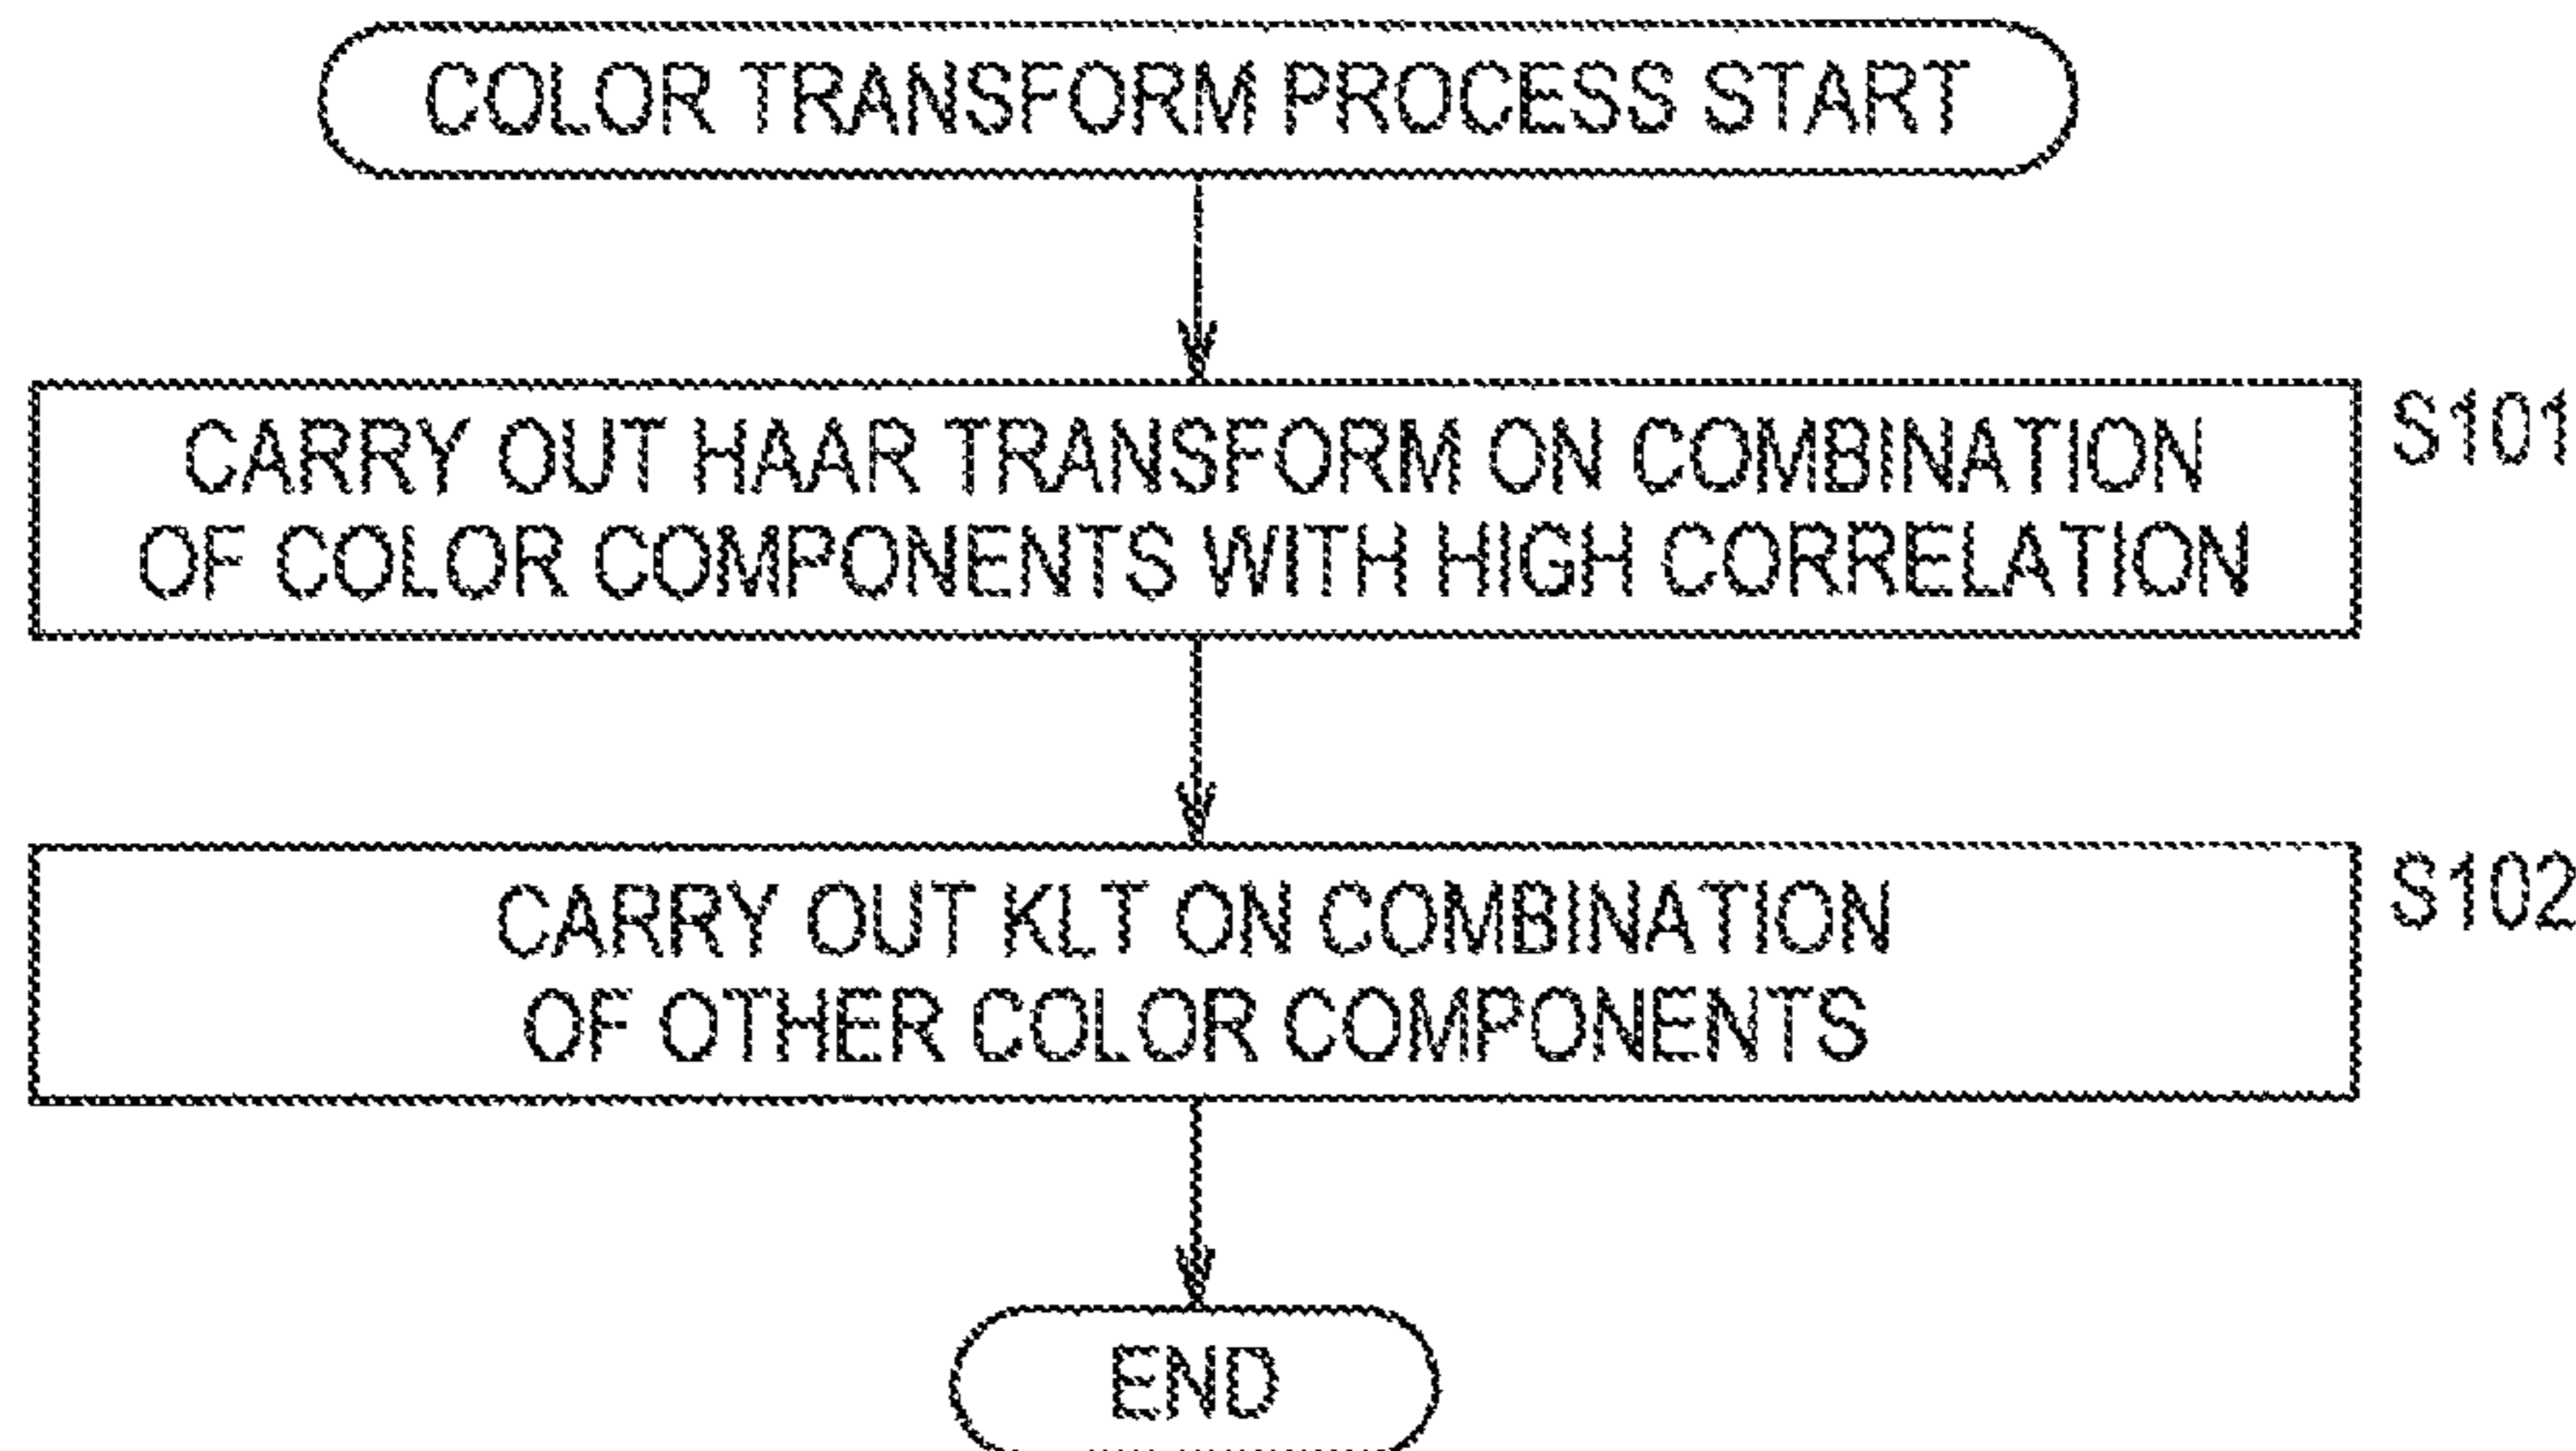 COLOR TRANSFORM PROCESS START
CARRY OUT HAAR TRANSFORM ON COMBINATION
OF COLOR COMPONENTS WITH HIGH CORRELATION
S101
CARRY OUT KLT ON COMBINATION
OF OTHER COLOR COMPONENTS
S102
END